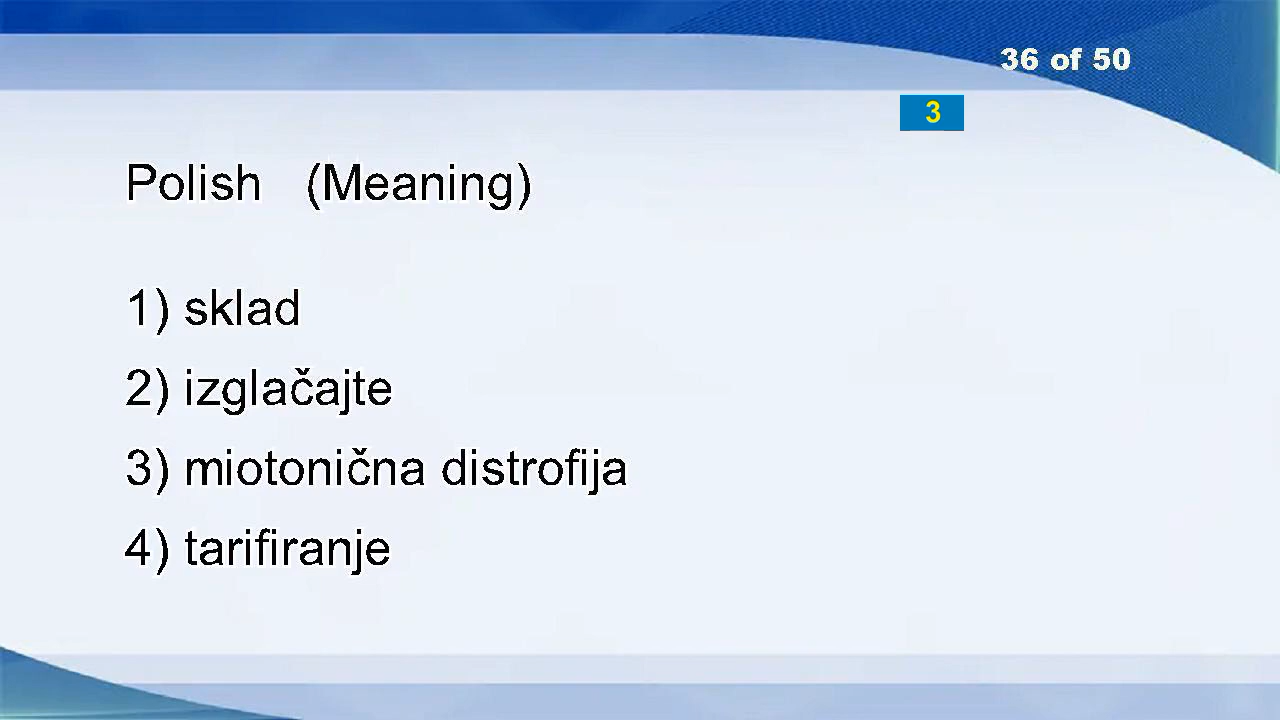 36 of 50
3
Polish (Meaning)
1) sklad
2) izglačajte
3) miotonična distrofija
4) tarifiranje